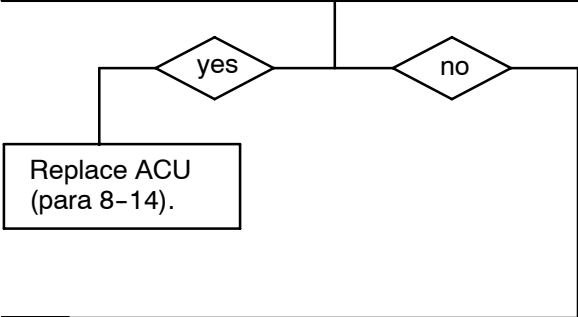 yes
no
Replace ACU
(para 8-14).